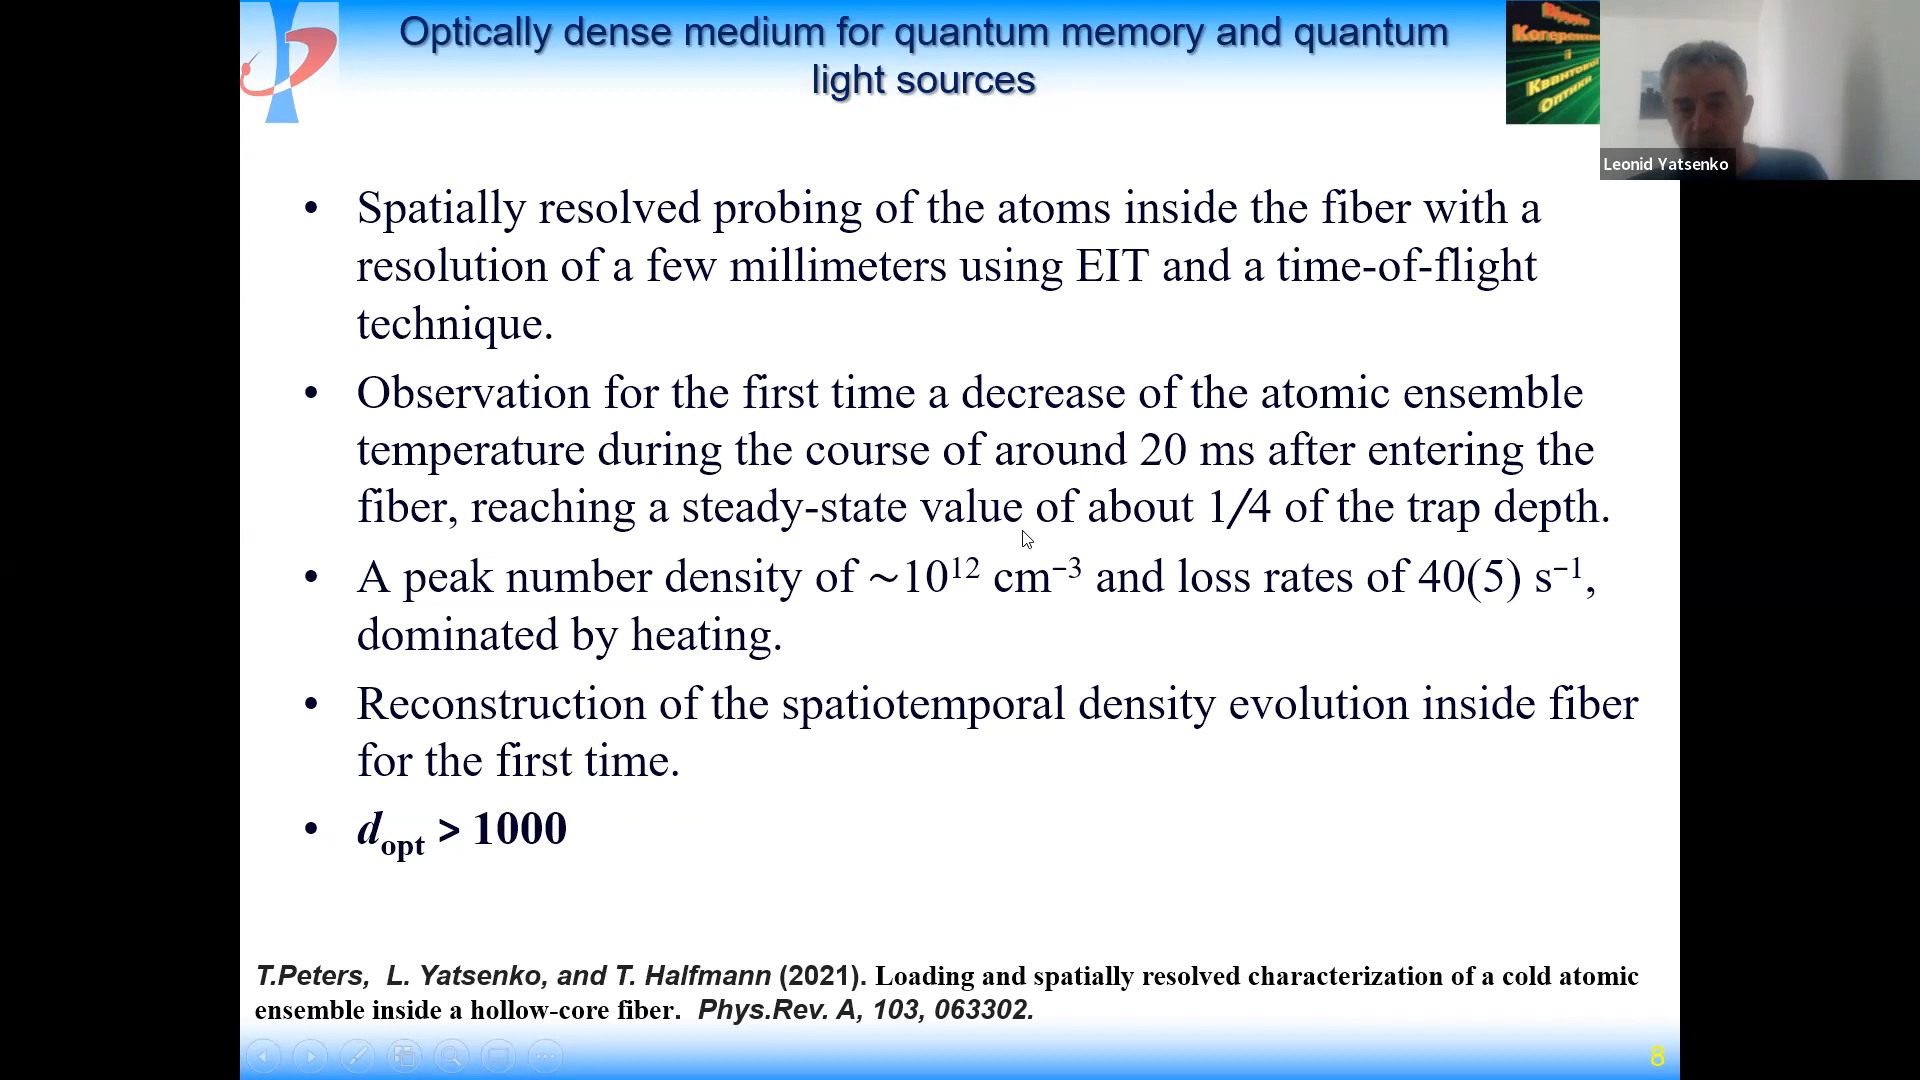 Optically dense medium for quantum memory and quantum
light sources
Відділ
Когерентної
і
Квантової
Оптики
Leonid Yatsenko
• Spatially resolved probing of the atoms inside the fiber with a
resolution of a few millimeters using EIT and a time-of-flight
technique.
• Observation for the first time a decrease of the atomic ensemble
temperature during the course of around 20 ms after entering the
fiber, reaching a steady-state value of about 1/4 of the trap depth.
• A peak number density of ∼10¹² cm⁻³ and loss rates of 40(5) s⁻¹,
dominated by heating.
• Reconstruction of the spatiotemporal density evolution inside fiber
for the first time.
• dopt > 1000
T.Peters, L. Yatsenko, and T. Halfmann (2021). Loading and spatially resolved characterization of a cold atomic
ensemble inside a hollow-core fiber. Phys.Rev. A, 103, 063302.
8